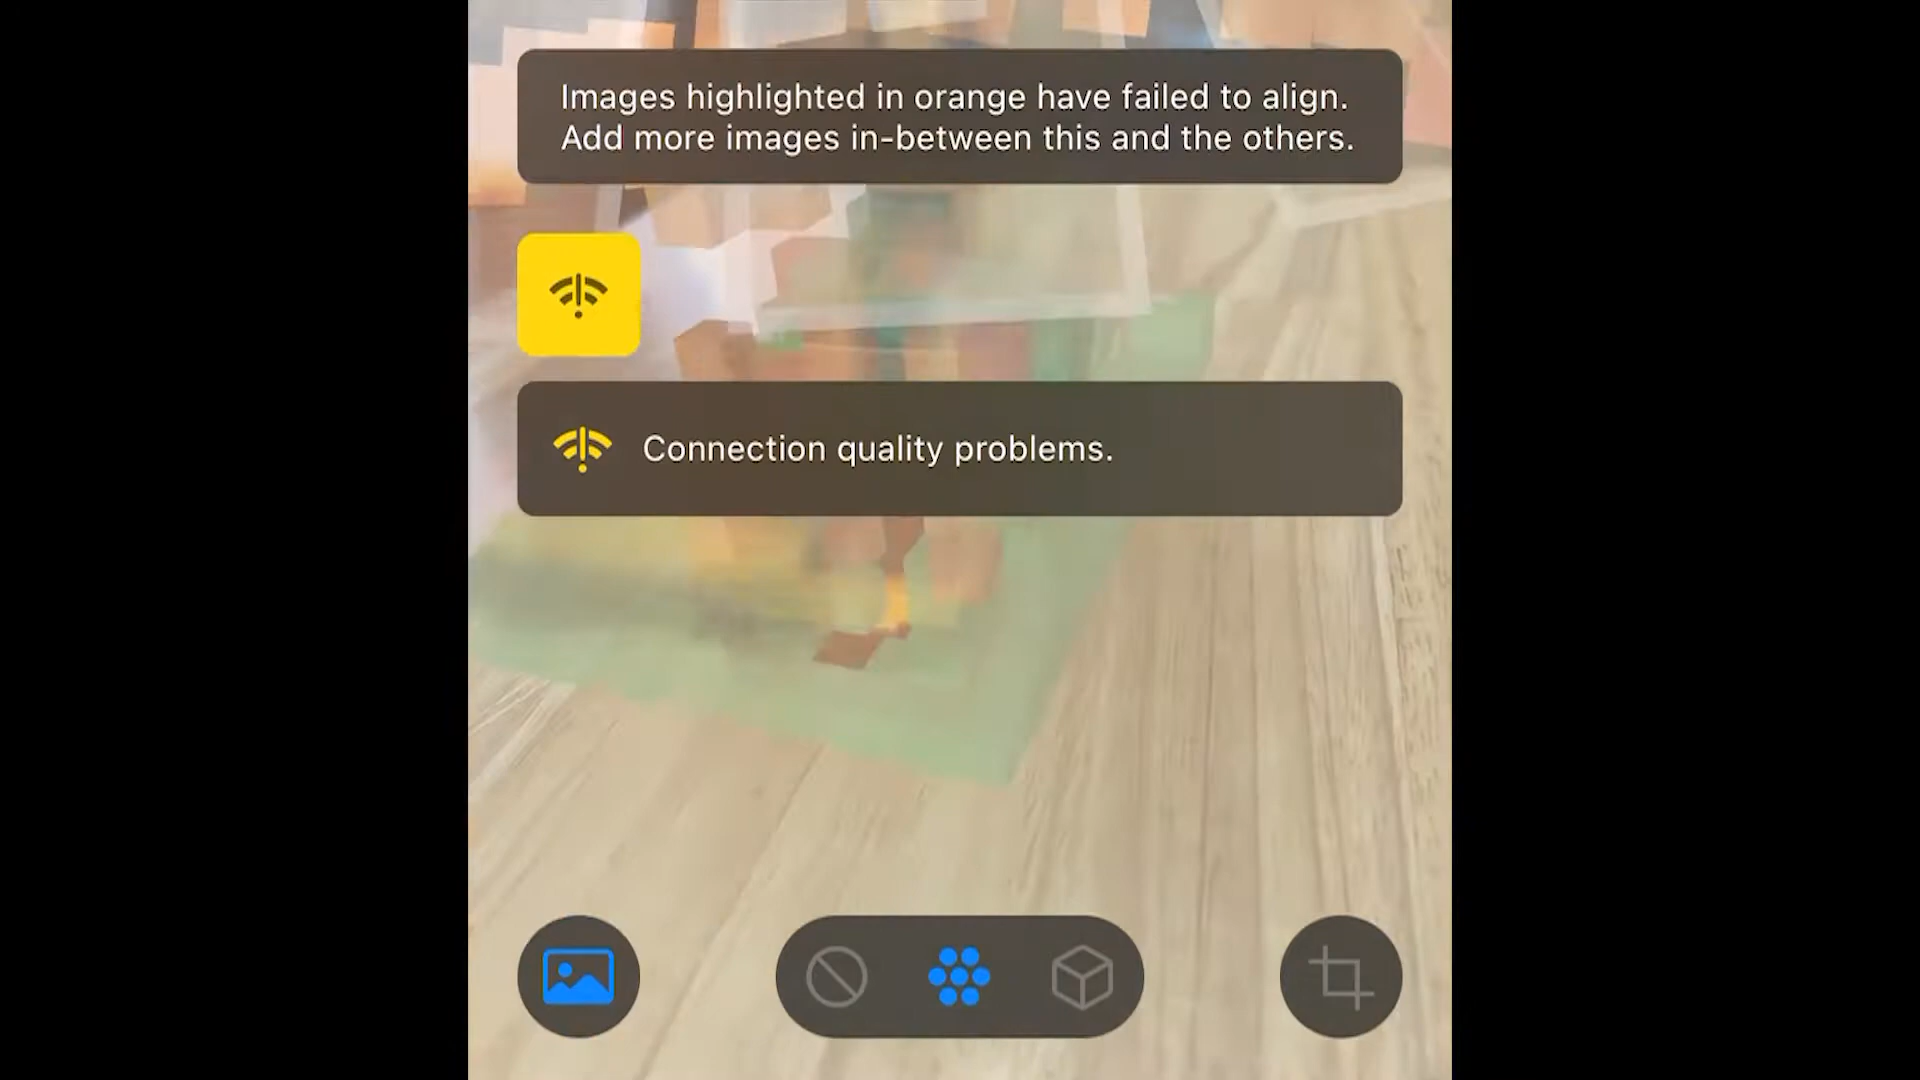 Images highlighted in orange have failed to align.
Add more images in-between this and the others.
Connection quality problems.